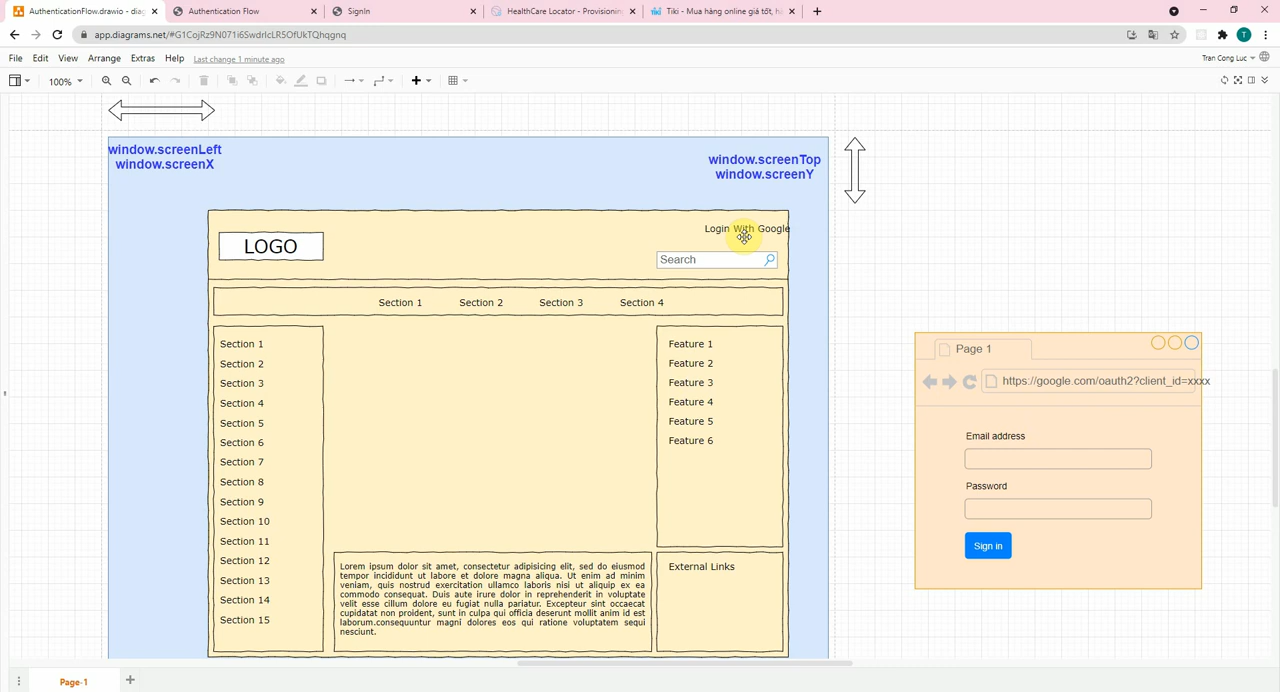 AuthenticationFlow.drawio - dia
Authentication Flow
SignIn
HealthCare Locator - Provisionin
Tiki - Mua hàng online giá tốt, h
app.diagrams.net/#G1CojRz9N071i6SwdrIcLR5OfUkTQhqgnq
T
File
Edit
View
Arrange
Extras
Help
Last change 1 minute ago
Tran Cong Luc
100%
window.screenLeft
window.screenX
window.screenTop
window.screenY
Login With Google
LOGO
Search
Section 1
Section 2
Section 3
Section 4
Section 1
Section 2
Section 3
Section 4
Section 5
Section 6
Section 7
Section 8
Section 9
Section 10
Section 11
Section 12
Section 13
Section 14
Section 15
Feature 1
Feature 2
Feature 3
Feature 4
Feature 5
Feature 6
Lorem ipsum dolor sit amet, consectetur adipisicing elit, sed do eiusmod
tempor incididunt ut labore et dolore magna aliqua. Ut enim ad minim
veniam, quis nostrud exercitation ullamco laboris nisi ut aliquip ex ea
commodo consequat. Duis aute irure dolor in reprehenderit in voluptate
velit esse cillum dolore eu fugiat nulla pariatur. Excepteur sint occaecat
cupidatat non proident, sunt in culpa qui officia deserunt mollit anim id est
laborum.consequuntur magni dolores eos qui ratione voluptatem sequi
nesciunt.
External Links
Page 1
https://google.com/oauth2?client_id=xxxx
Email address
Password
Sign in
Page-1